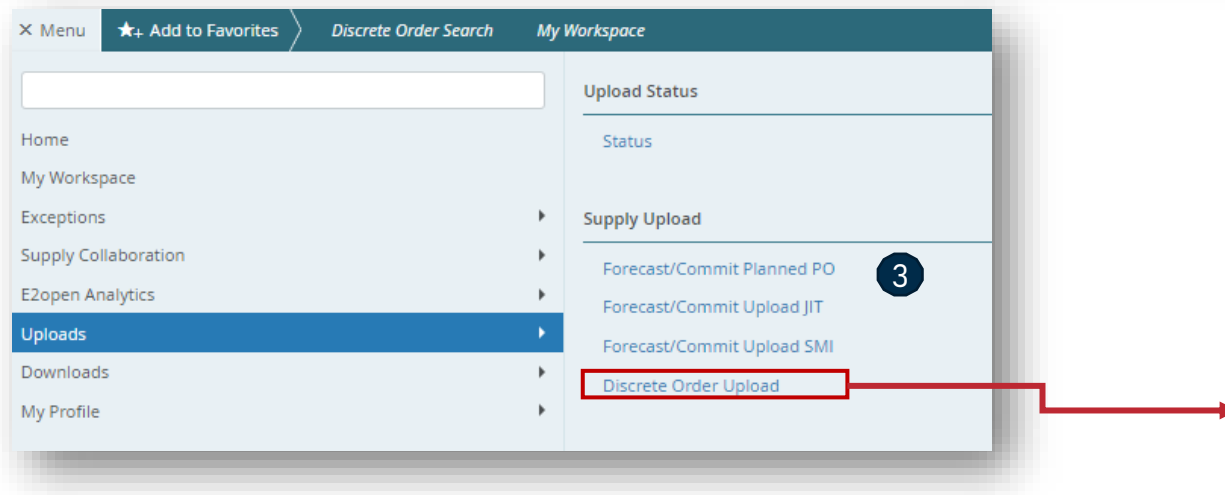 × Menu
★+ Add to Favorites
Discrete Order Search
My Workspace
Home
My Workspace
Exceptions
Supply Collaboration
E2open Analytics
Uploads
Downloads
My Profile
Upload Status
Status
Supply Upload
Forecast/Commit Planned PO
3
Forecast/Commit Upload JIT
Forecast/Commit Upload SMI
Discrete Order Upload